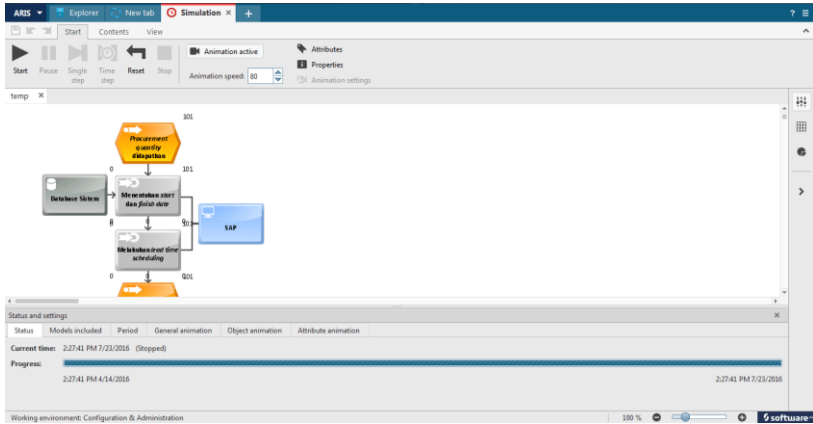 ARIS Explorer New tab Simulation × +
? ≡
Start Contents View
Start Pause Single step Time step Reset Stop
Animation active
Animation speed: 80
Attributes
Properties
Animation settings
temp ×
101
Procurement
quantity
didapatkan
0 101
Database Sistem
Menentukan start
dan finish date
SAP
0
Melakukan lead time
scheduling
0
Status and settings ×
Status Models included Period General animation Object animation Attribute animation
Current time: 2:27:41 PM 7/23/2016 (Stopped)
Progress:
2:27:41 PM 4/14/2016 2:27:41 PM 7/23/2016
Working environment: Configuration & Administration 100 %
software